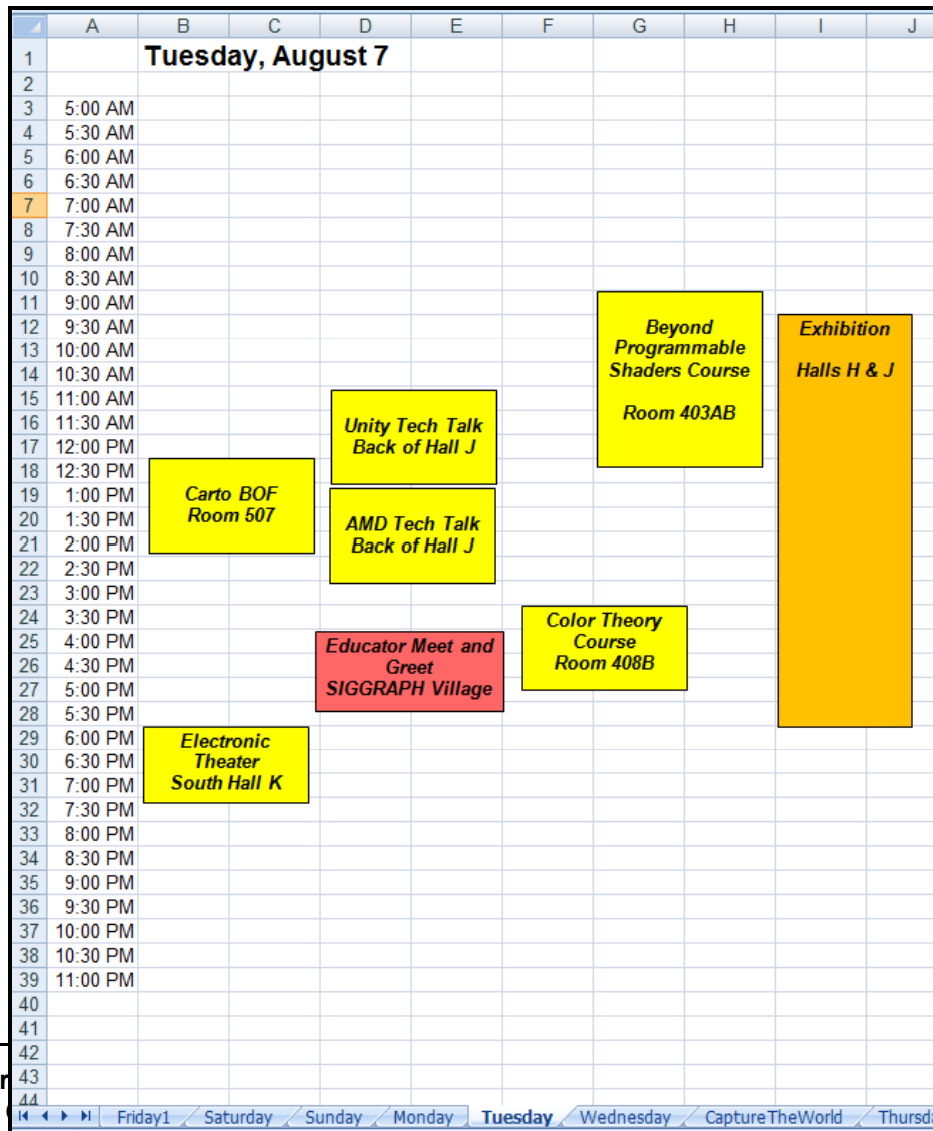 A B C D E F G H I J
1 Tuesday, August 7
2
3 5:00 AM
4 5:30 AM
5 6:00 AM
6 6:30 AM
7 7:00 AM
8 7:30 AM
9 8:00 AM
10 8:30 AM
11 9:00 AM
12 9:30 AM
13 10:00 AM
14 10:30 AM
15 11:00 AM
16 11:30 AM
17 12:00 PM
18 12:30 PM
19 1:00 PM
20 1:30 PM
21 2:00 PM
22 2:30 PM
23 3:00 PM
24 3:30 PM
25 4:00 PM
26 4:30 PM
27 5:00 PM
28 5:30 PM
29 6:00 PM
30 6:30 PM
31 7:00 PM
32 7:30 PM
33 8:00 PM
34 8:30 PM
35 9:00 PM
36 9:30 PM
37 10:00 PM
38 10:30 PM
39 11:00 PM
40
41
42
43
44
Carto BOF
Room 507
Electronic
Theater
South Hall K
Unity Tech Talk
Back of Hall J
AMD Tech Talk
Back of Hall J
Educator Meet and
Greet
SIGGRAPH Village
Beyond
Programmable
Shaders Course
Room 403AB
Color Theory
Course
Room 408B
Exhibition
Halls H & J
Friday1 Saturday Sunday Monday Tuesday Wednesday CaptureTheWorld Thursd